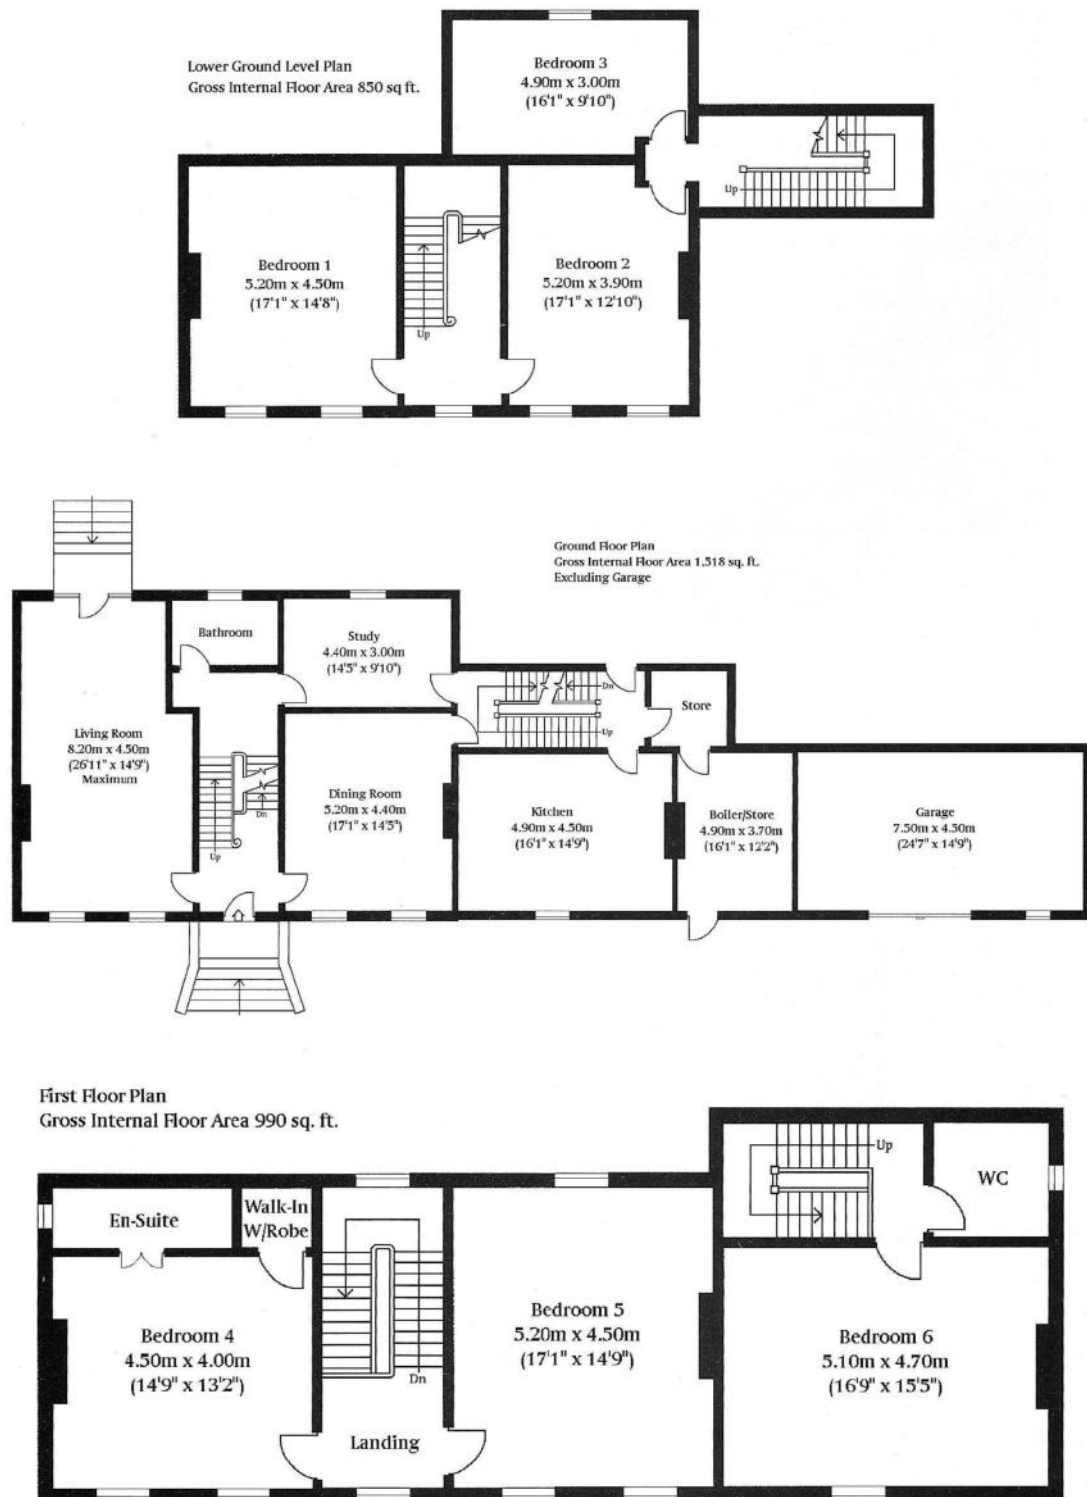 Lower Ground Level Plan
Gross Internal Floor Area 850 sq ft.
Bedroom 3
4.90m x 3.00m
(16'1" x 9'10")
Up
Bedroom 1
5.20m x 4.50m
(17'1" x 14'8")
Up
Bedroom 2
5.20m x 3.90m
(17'1" x 12'10")
Ground Floor Plan
Gross Internal Floor Area 1,518 sq. ft.
Excluding Garage
Bathroom
Study
4.40m x 3.00m
(14'5" x 9'10")
Dn
Up
Store
Living Room
8.20m x 4.50m
(26'11" x 14'9")
Maximum
Dn
Up
Dining Room
5.20m x 4.40m
(17'1" x 14'5")
Kitchen
4.90m x 4.50m
(16'1" x 14'9")
Boiler/Store
4.90m x 3.70m
(16'1" x 12'2")
Garage
7.50m x 4.50m
(24'7" x 14'9")
First Floor Plan
Gross Internal Floor Area 990 sq. ft.
En-Suite
Walk-In
W/Robe
Up
WC
Bedroom 4
4.50m x 4.00m
(14'9" x 13'2")
Dn
Landing
Bedroom 5
5.20m x 4.50m
(17'1" x 14'9")
Bedroom 6
5.10m x 4.70m
(16'9" x 15'5")